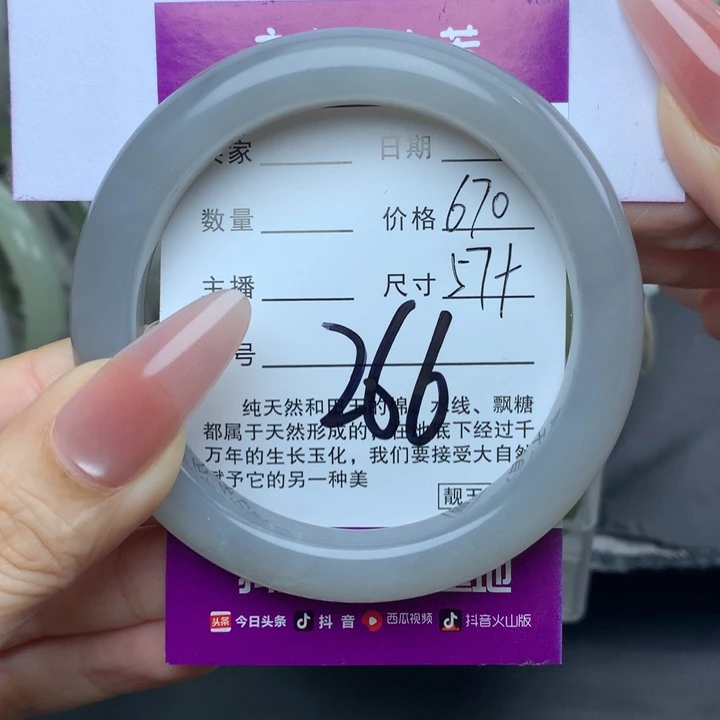 家 日期
数量 价格 670
主播 尺寸 57+
号 266
纯天然和田玉的棉、水线、飘糖
都属于天然形成的,在地底下经过千
万年的生长玉化,我们要接受大自然
赋予它的另一种美
靓玉
头条 今日头条 抖音 西瓜视频 抖音火山版